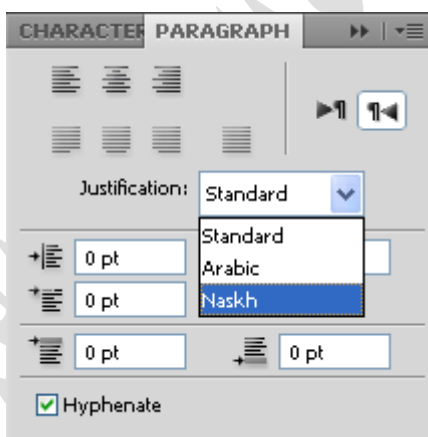 CHARACTER PARAGRAPH
Justification: Standard
Standard
Arabic
Naskh
0 pt
0 pt
0 pt 0 pt
Hyphenate